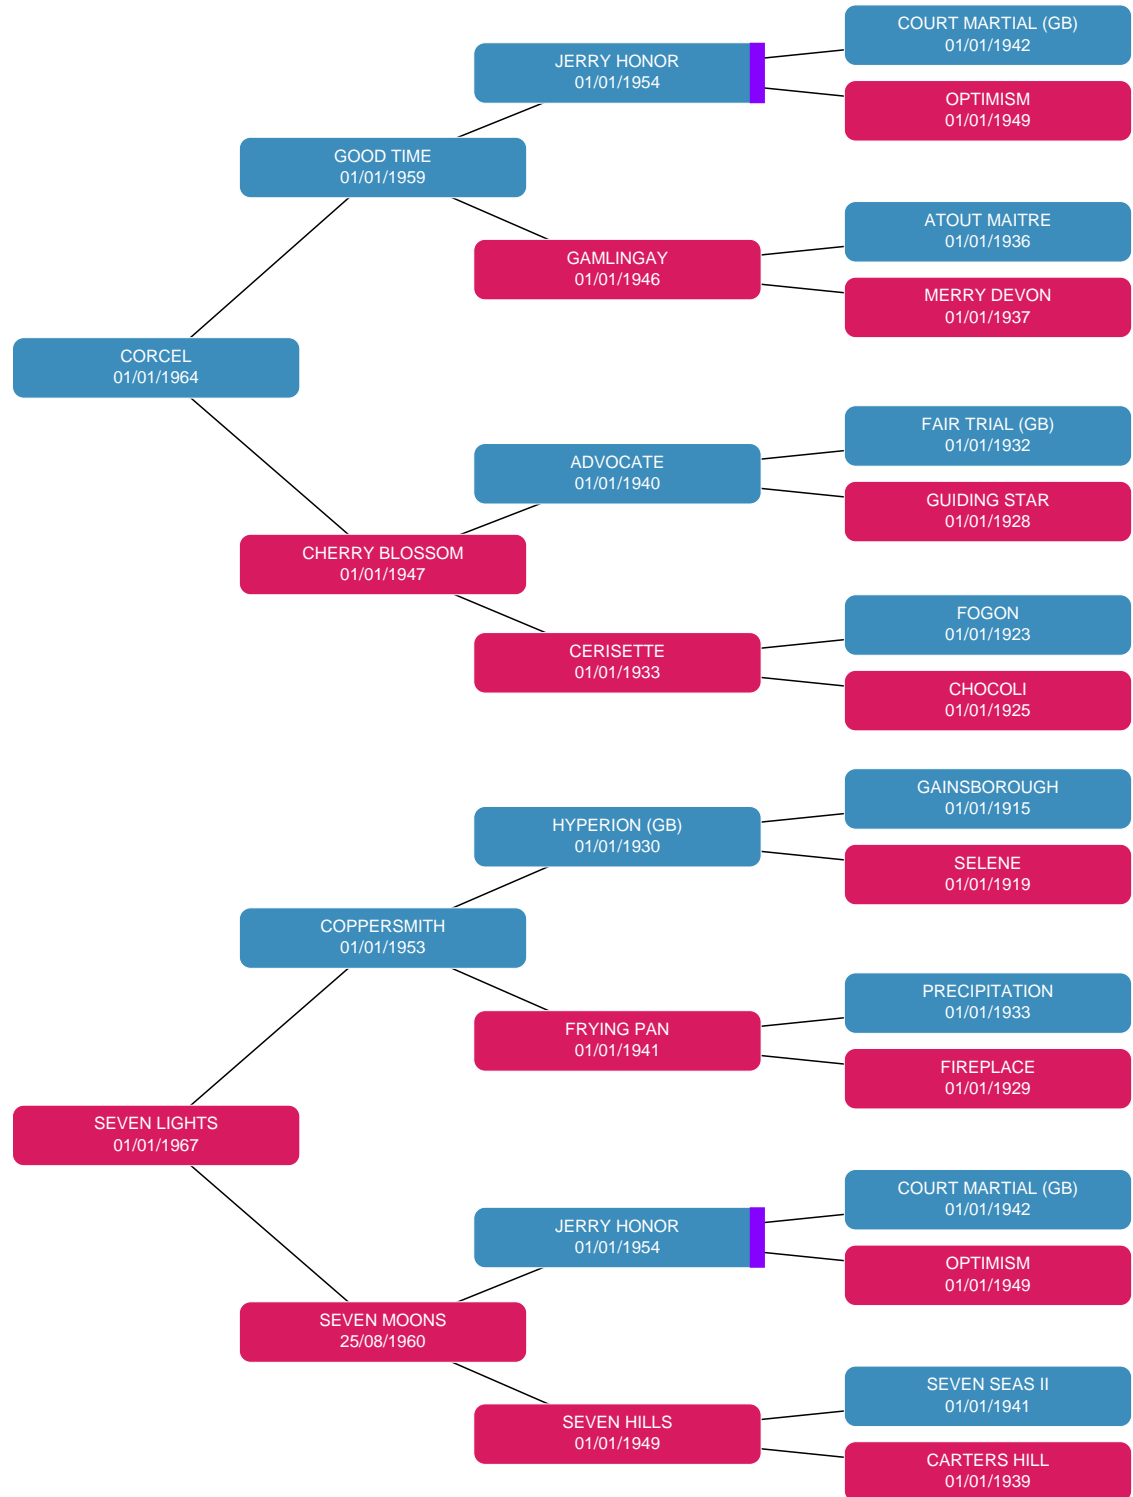 COURT MARTIAL (GB)
01/01/1942
JERRY HONOR
01/01/1954
OPTIMISM
01/01/1949
GOOD TIME
01/01/1959
ATOUT MAITRE
01/01/1936
GAMLINGAY
01/01/1946
MERRY DEVON
01/01/1937
CORCEL
01/01/1964
FAIR TRIAL (GB)
01/01/1932
ADVOCATE
01/01/1940
GUIDING STAR
01/01/1928
CHERRY BLOSSOM
01/01/1947
FOGON
01/01/1923
CERISETTE
01/01/1933
CHOCOLI
01/01/1925
GAINSBOROUGH
01/01/1915
HYPERION (GB)
01/01/1930
SELENE
01/01/1919
COPPERSMITH
01/01/1953
PRECIPITATION
01/01/1933
FRYING PAN
01/01/1941
FIREPLACE
01/01/1929
SEVEN LIGHTS
01/01/1967
COURT MARTIAL (GB)
01/01/1942
JERRY HONOR
01/01/1954
OPTIMISM
01/01/1949
SEVEN MOONS
25/08/1960
SEVEN SEAS II
01/01/1941
SEVEN HILLS
01/01/1949
CARTERS HILL
01/01/1939